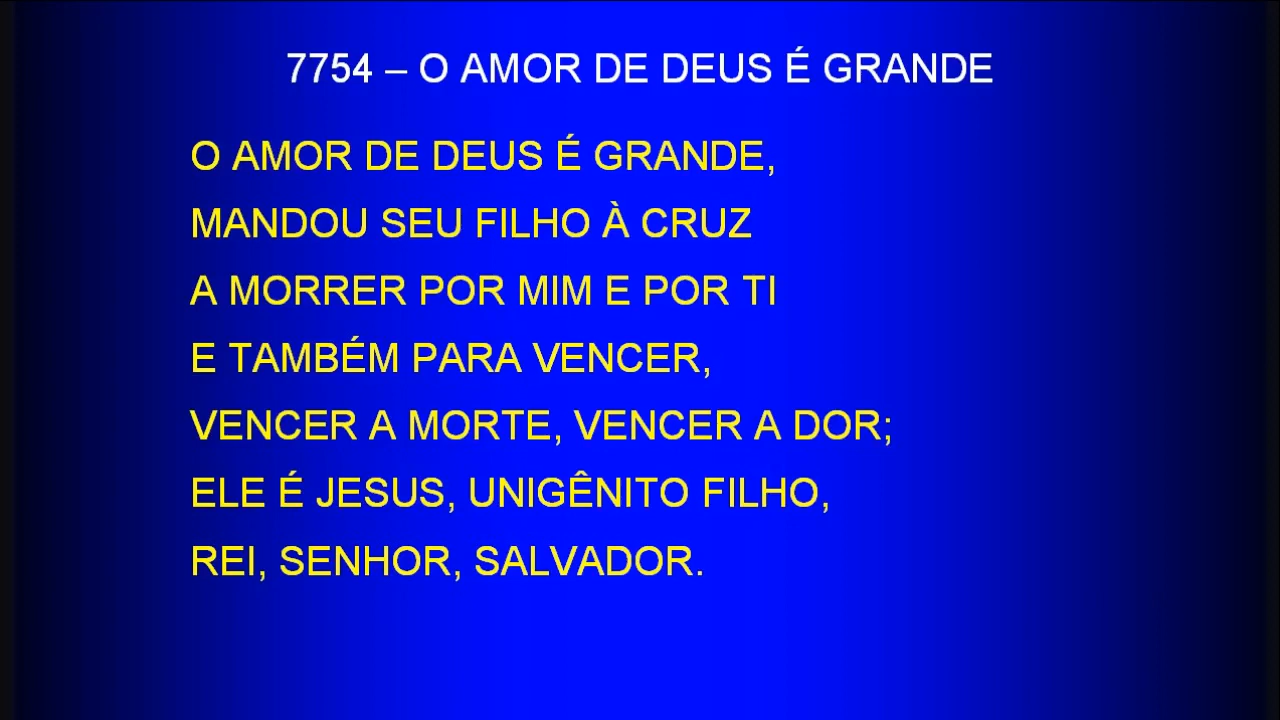 7754 – O AMOR DE DEUS É GRANDE
O AMOR DE DEUS É GRANDE,
MANDOU SEU FILHO À CRUZ
A MORRER POR MIM E POR TI
E TAMBÉM PARA VENCER,
VENCER A MORTE, VENCER A DOR;
ELE É JESUS, UNIGÊNITO FILHO,
REI, SENHOR, SALVADOR.